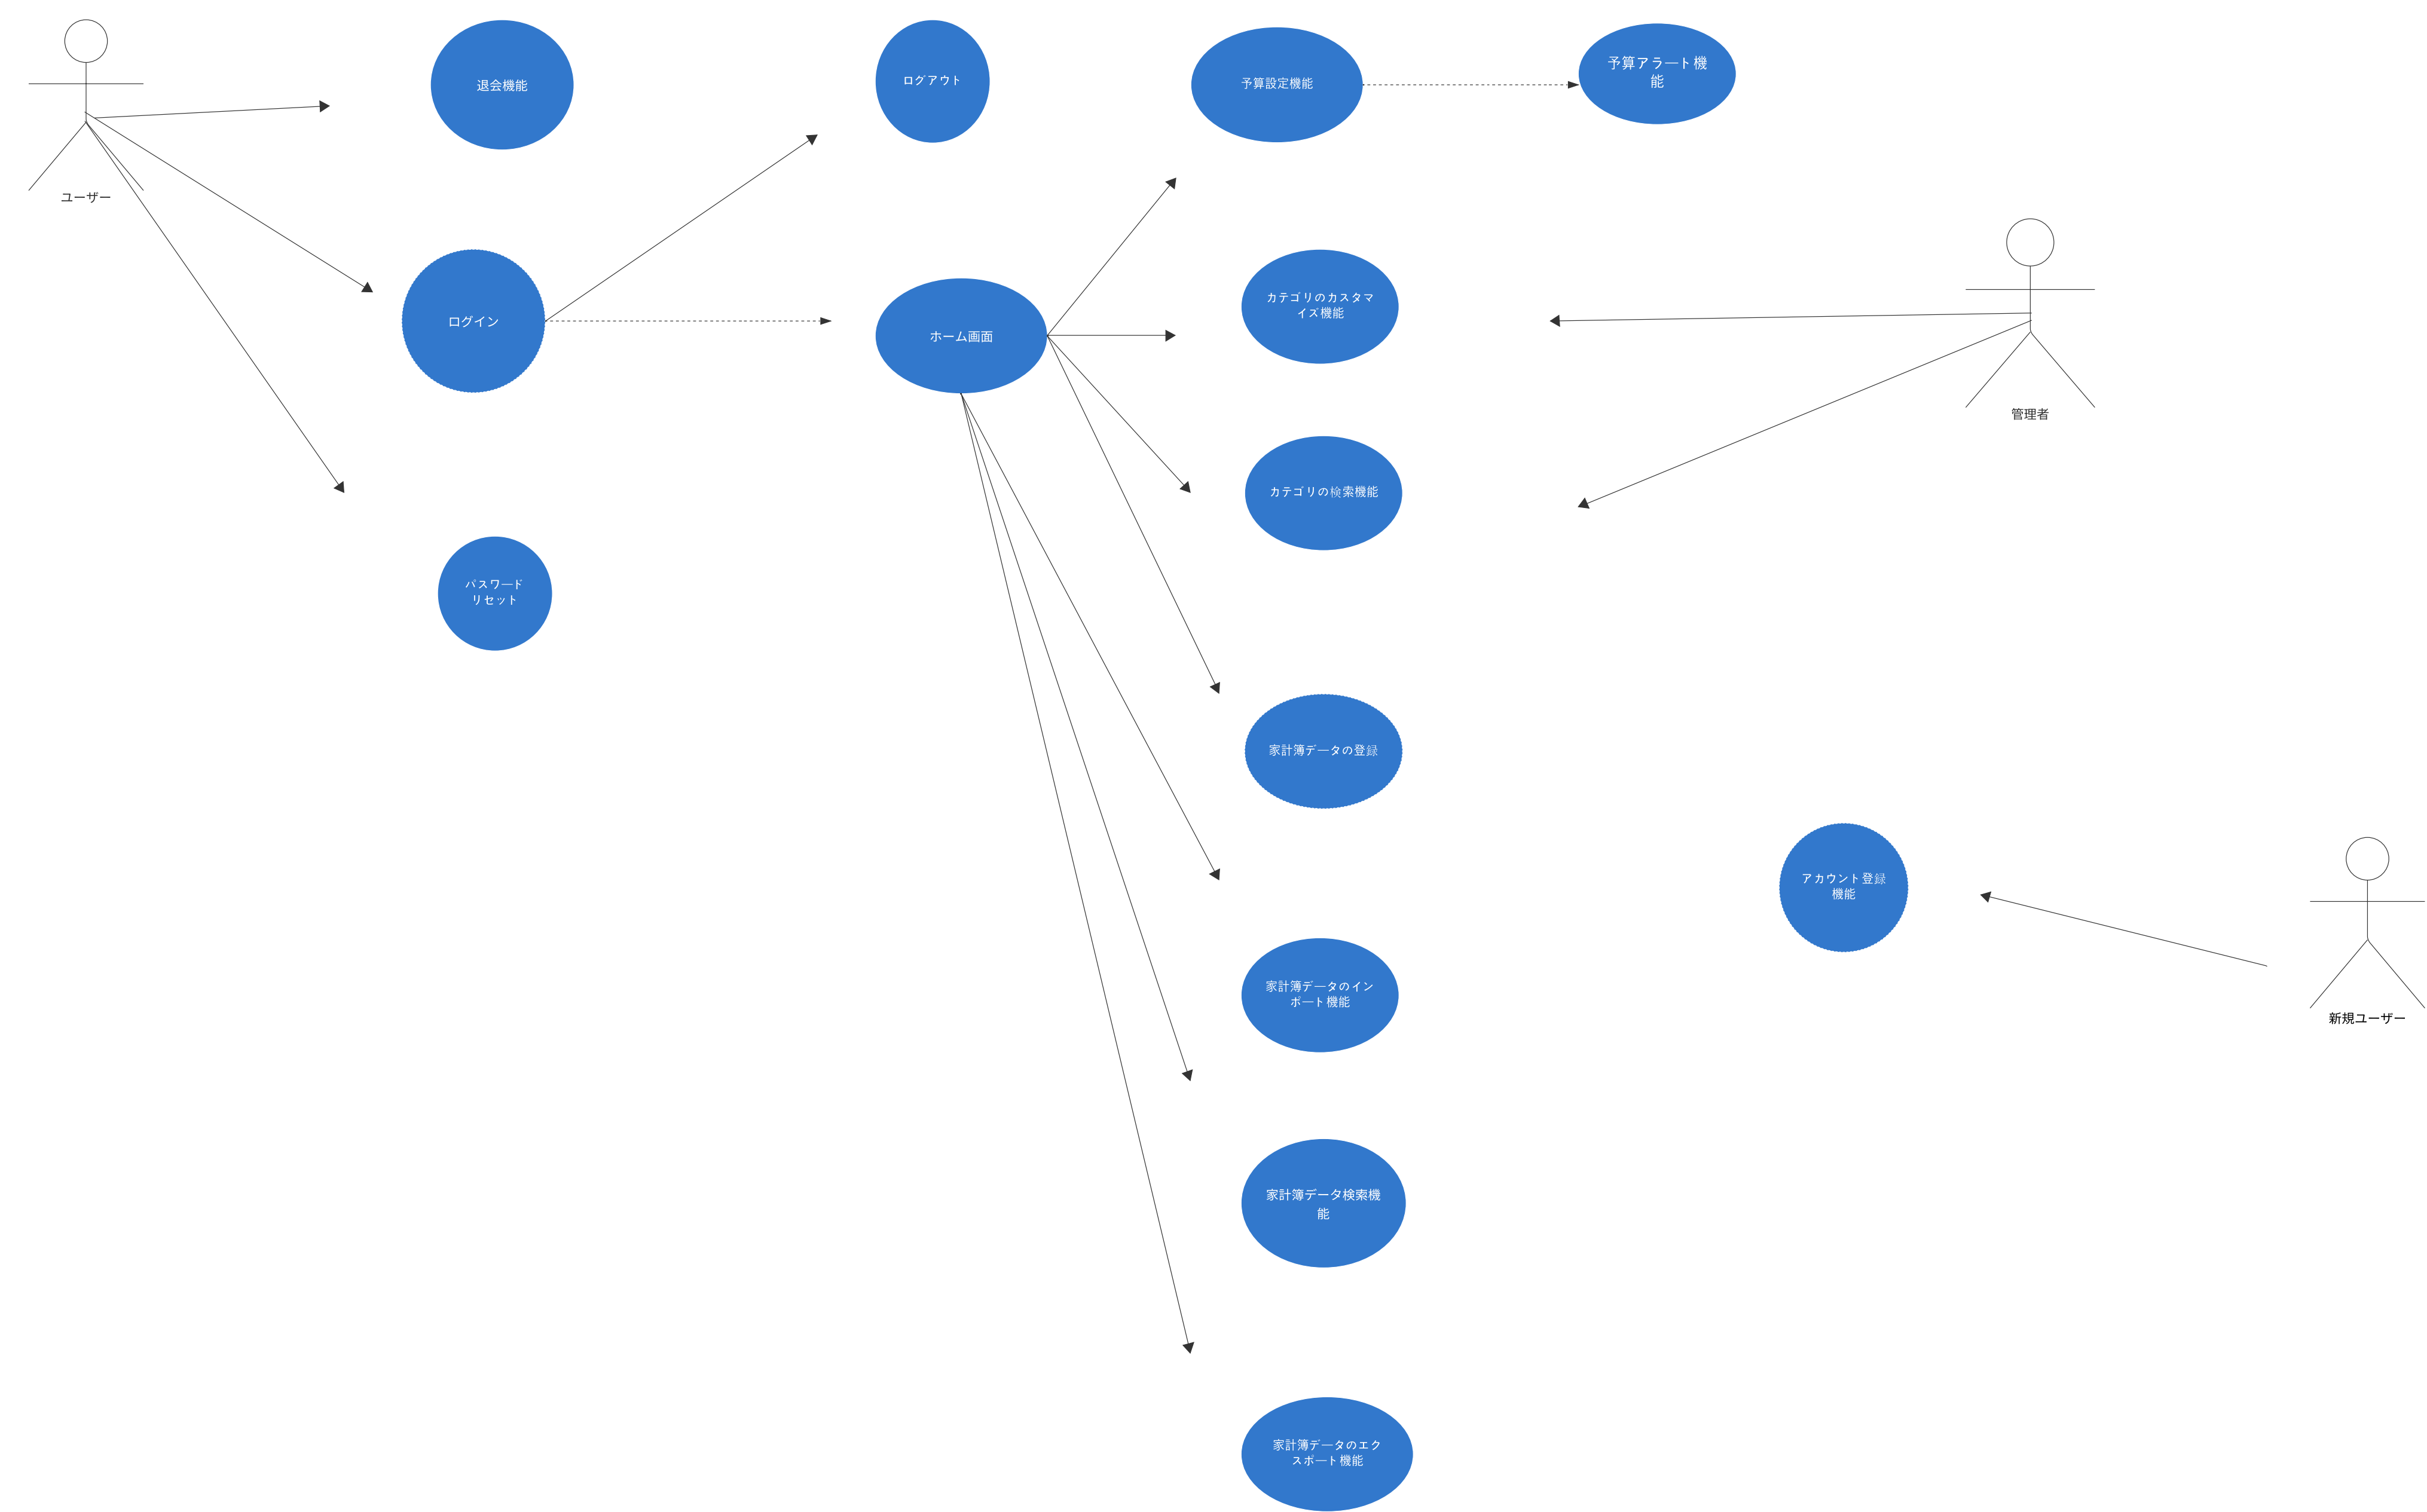 退会機能
ログアウト
予算設定機能
予算アラート機
能
ユーザー
ログイン
ホーム画面
カテゴリのカスタマ
イズ機能
管理者
カテゴリの検索機能
パスワード
リセット
家計簿データの登録
アカウント登録
機能
家計簿データのイン
ポート機能
新規ユーザー
家計簿データ検索機
能
家計簿データのエク
スポート機能